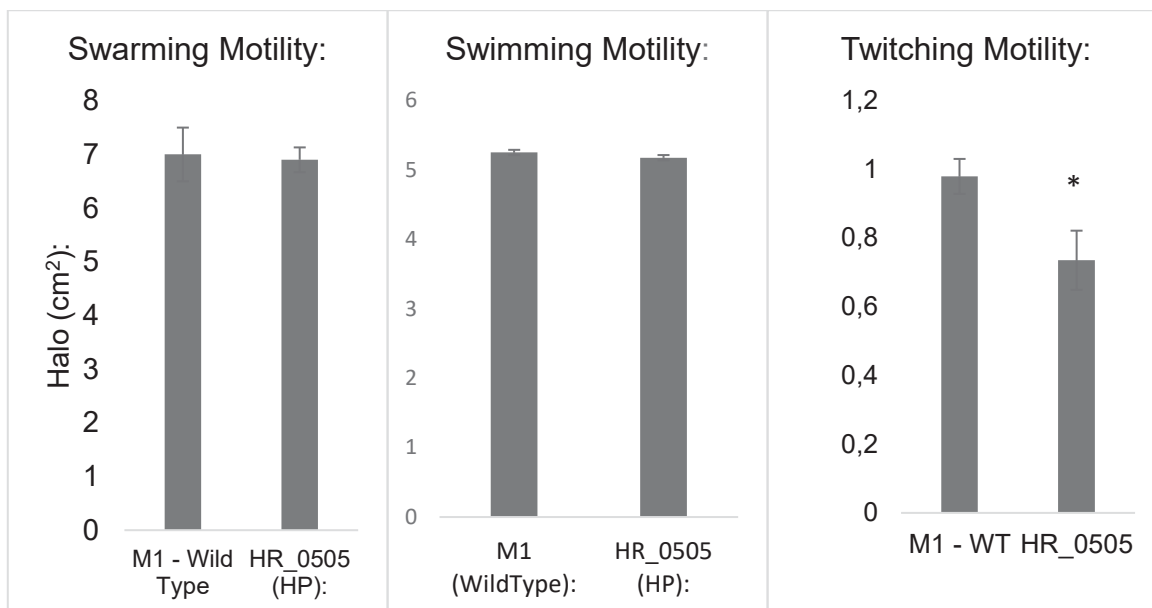 Swarming Motility:
Halo (cm²):
8
7
6
5
4
3
2
1
0
M1 - Wild
Type
HR_0505
(HP):
Swimming Motility:
6
5
4
3
2
1
0
M1
(WildType):
HR_0505
(HP):
Twitching Motility:
1,2
1
0,8
0,6
0,4
0,2
0
*
M1 - WT
HR_0505